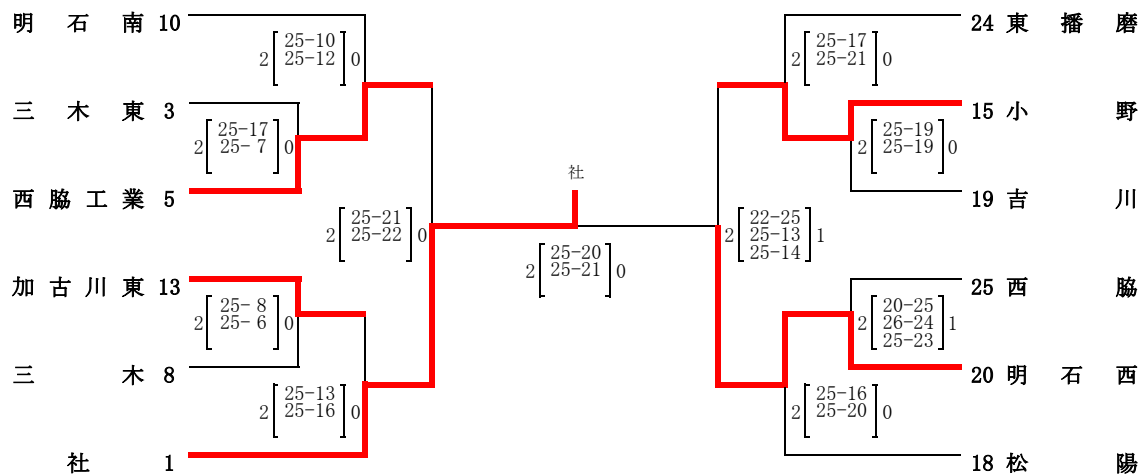 明石南 10
2 [ 25-10 ] 0
25-12
三木東 3
2 [ 25-17 ] 0
25- 7
西脇工業 5
2 [ 25-21 ] 0
25-22
加古川東 13
2 [ 25- 8 ] 0
25- 6
三木 8
2 [ 25-13 ] 0
25-16
社 1
社
2 [ 25-20 ] 0
25-21
24 東播磨
2 [ 25-17 ] 0
25-21
15 小野
2 [ 25-19 ] 0
25-19
19 吉川
2 [ 22-25 ] 1
25-13
25-14
25 西脇
2 [ 20-25 ] 1
26-24
25-23
20 明石西
2 [ 25-16 ] 0
25-20
18 松陽